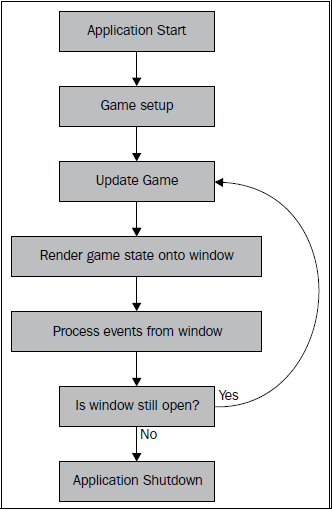 Application Start
Game setup
Update Game
Render game state onto window
Process events from window
Is window still open?
Yes
No
Application Shutdown